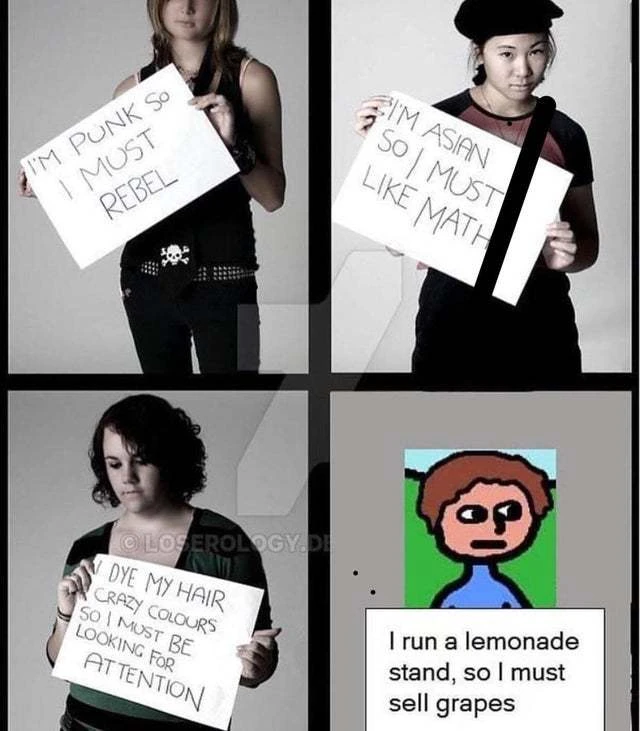 I'M PUNK SO
I MUST
REBEL
I'M ASIAN
SO I MUST
LIKE MATH
© LOSEROLOGY.DE
I DYE MY HAIR
CRAZY COLOURS
SO I MUST BE
LOOKING FOR
ATTENTION
I run a lemonade
stand, so I must
sell grapes